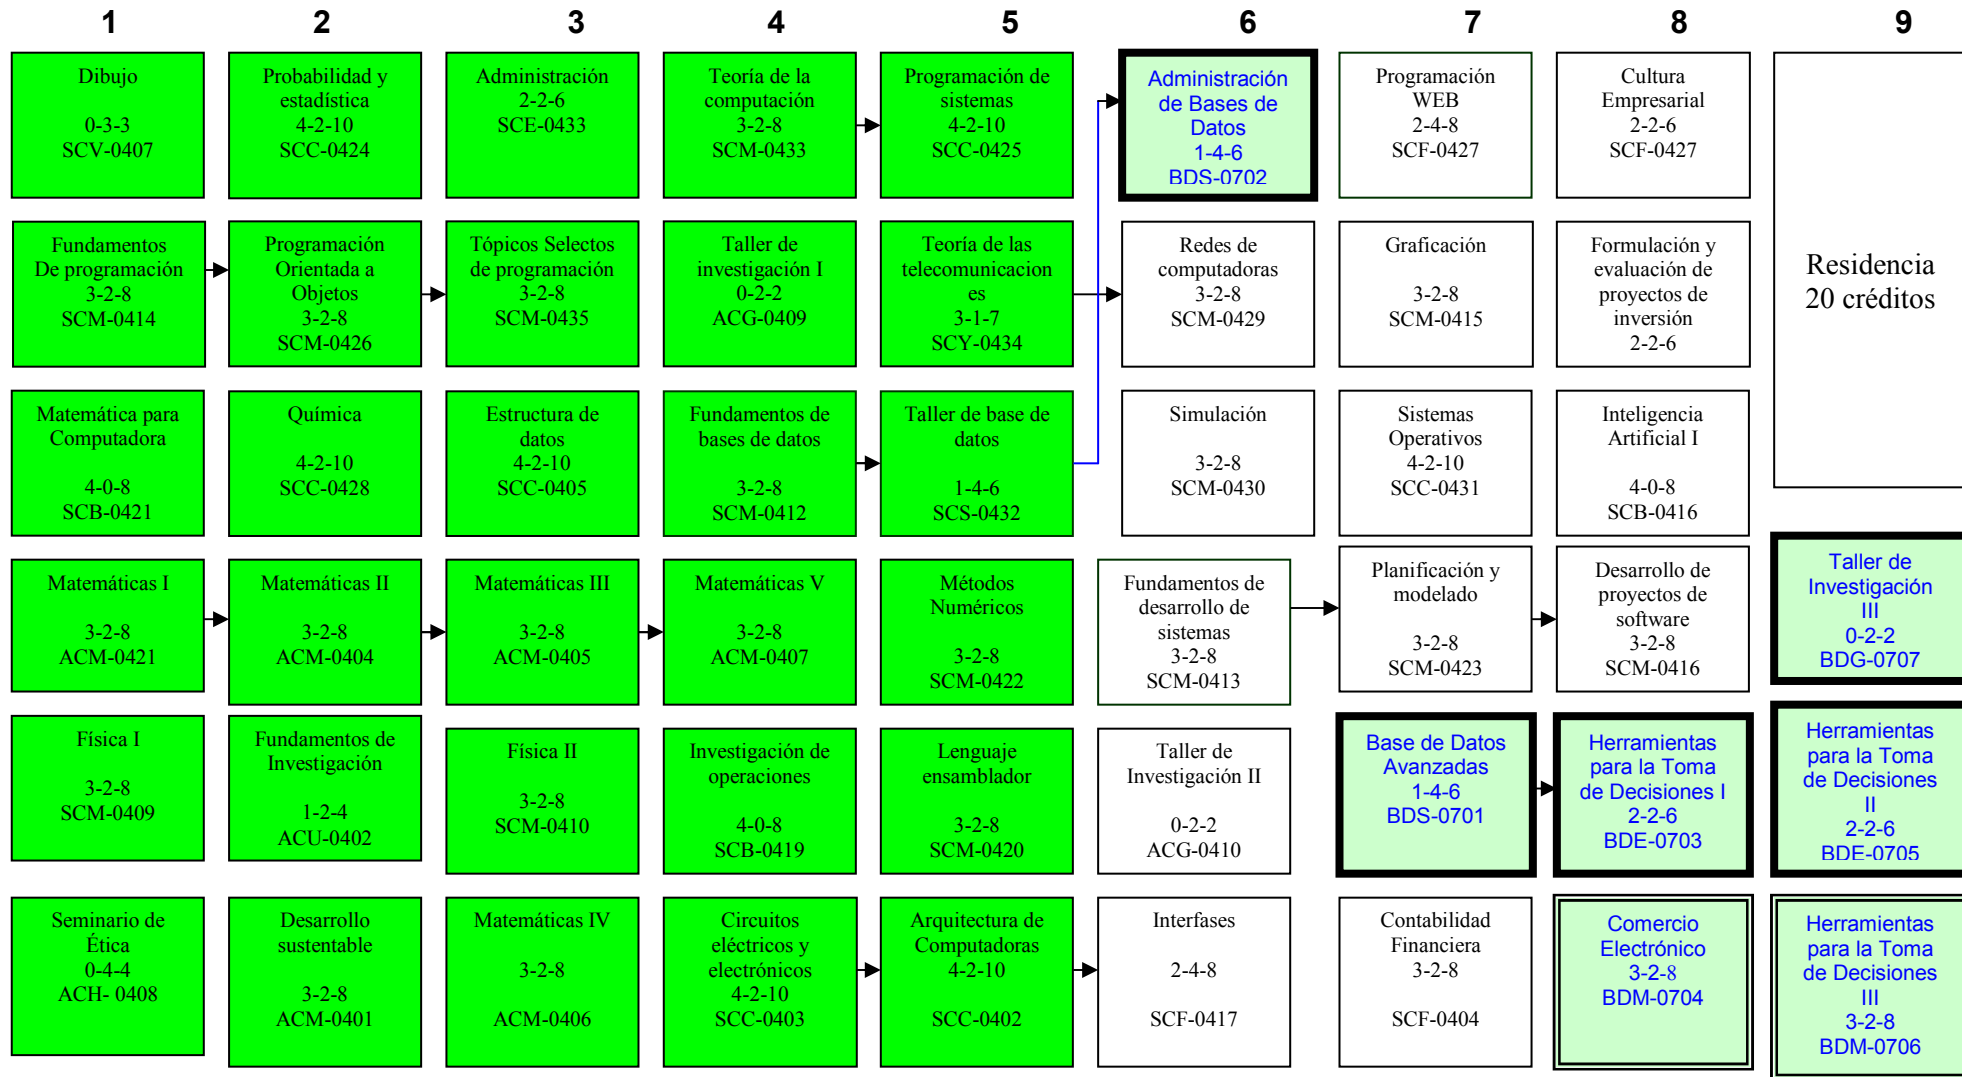 1 2 3 4 5 6 7 8 9
Dibujo
0-3-3
SCV-0407
Probabilidad y
estadística
4-2-10
SCC-0424
Administración
2-2-6
SCE-0433
Teoría de la
computación
3-2-8
SCM-0433
Programación de
sistemas
4-2-10
SCC-0425
Administración
de Bases de
Datos
1-4-6
BDS-0702
Programación
WEB
2-4-8
SCF-0427
Cultura
Empresarial
2-2-6
SCF-0427
Residencia
20 créditos
Fundamentos
De programación
3-2-8
SCM-0414
Programación
Orientada a
Objetos
3-2-8
SCM-0426
Tópicos Selectos
de programación
3-2-8
SCM-0435
Taller de
investigación I
0-2-2
ACG-0409
Teoría de las
telecomunicacion
es
3-1-7
SCY-0434
Redes de
computadoras
3-2-8
SCM-0429
Graficación
3-2-8
SCM-0415
Formulación y
evaluación de
proyectos de
inversión
2-2-6
Matemática para
Computadora
4-0-8
SCB-0421
Química
4-2-10
SCC-0428
Estructura de
datos
4-2-10
SCC-0405
Fundamentos de
bases de datos
3-2-8
SCM-0412
Taller de base de
datos
1-4-6
SCS-0432
Simulación
3-2-8
SCM-0430
Sistemas
Operativos
4-2-10
SCC-0431
Inteligencia
Artificial I
4-0-8
SCB-0416
Matemáticas I
3-2-8
ACM-0421
Matemáticas II
3-2-8
ACM-0404
Matemáticas III
3-2-8
ACM-0405
Matemáticas V
3-2-8
ACM-0407
Métodos
Numéricos
3-2-8
SCM-0422
Fundamentos de
desarrollo de
sistemas
3-2-8
SCM-0413
Planificación y
modelado
3-2-8
SCM-0423
Desarrollo de
proyectos de
software
3-2-8
SCM-0416
Taller de
Investigación
III
0-2-2
BDG-0707
Física I
3-2-8
SCM-0409
Fundamentos de
Investigación
1-2-4
ACU-0402
Física II
3-2-8
SCM-0410
Investigación de
operaciones
4-0-8
SCB-0419
Lenguaje
ensamblador
3-2-8
SCM-0420
Taller de
Investigación II
0-2-2
ACG-0410
Base de Datos
Avanzadas
1-4-6
BDS-0701
Herramientas
para la Toma
de Decisiones I
2-2-6
BDE-0703
Herramientas
para la Toma
de Decisiones
II
2-2-6
BDE-0705
Seminario de
Ética
0-4-4
ACH- 0408
Desarrollo
sustentable
3-2-8
ACM-0401
Matemáticas IV
3-2-8
ACM-0406
Circuitos
eléctricos y
electrónicos
4-2-10
SCC-0403
Arquitectura de
Computadoras
4-2-10
SCC-0402
Interfases
2-4-8
SCF-0417
Contabilidad
Financiera
3-2-8
SCF-0404
Comercio
Electrónico
3-2-8
BDM-0704
Herramientas
para la Toma
de Decisiones
III
3-2-8
BDM-0706